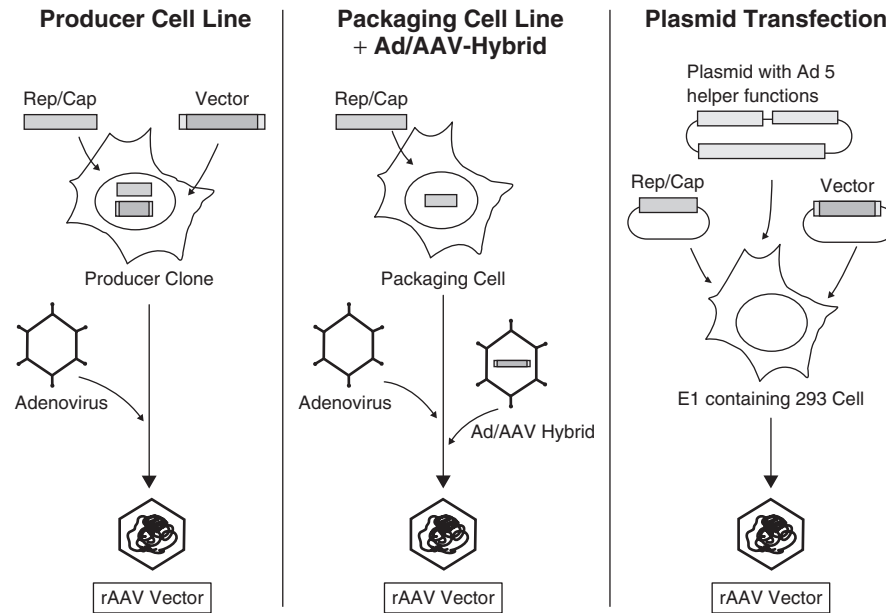 Producer Cell Line
Rep/Cap
Vector
Producer Clone
Adenovirus
rAAV Vector
Packaging Cell Line
+ Ad/AAV-Hybrid
Rep/Cap
Packaging Cell
Adenovirus
Ad/AAV Hybrid
rAAV Vector
Plasmid Transfection
Plasmid with Ad 5
helper functions
Rep/Cap
Vector
E1 containing 293 Cell
rAAV Vector